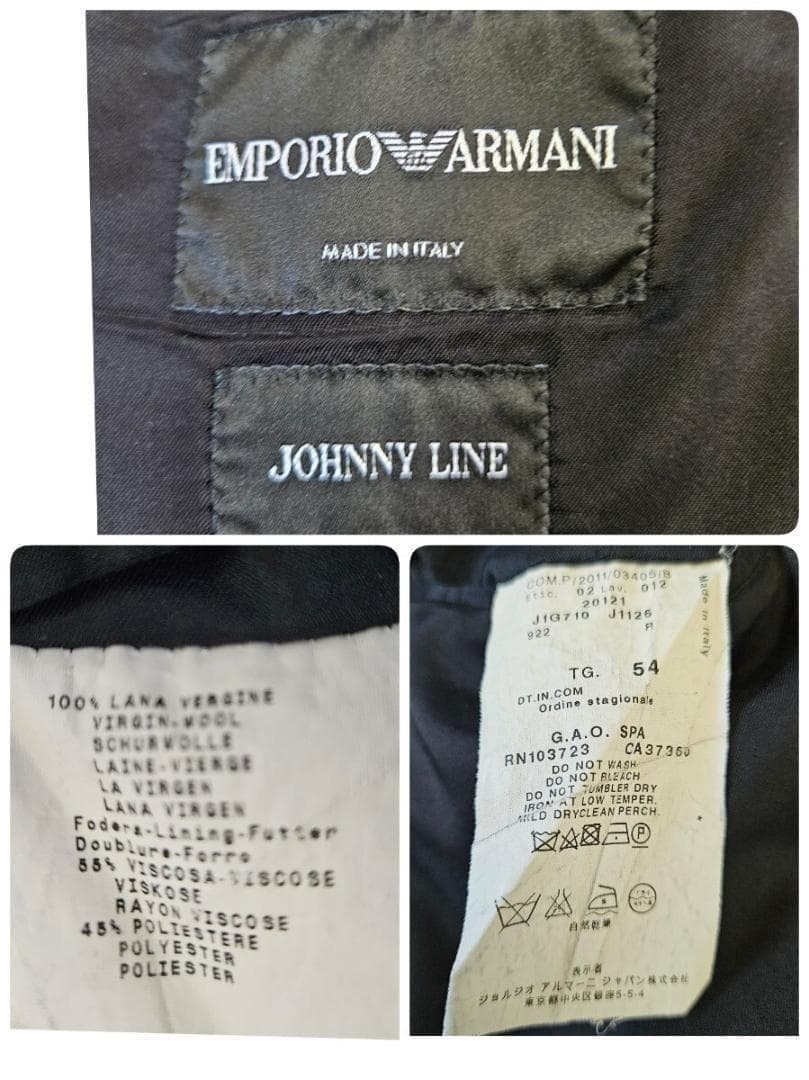 EMPORIO ARMANI
MADE IN ITALY
JOHNNY LINE
100% LANA VERGINE
VIRGIN-WOOL
SCHURWOLLE
LAINE-VIERGE
LA VIRGEN
LANA VIRGEN
Fodera-Lining-Futter
Doublure-Forro
55% VISCOSA-VISCOSE
VISKOSE
RAYON VISCOSE
45% POLIESTERE
POLYESTER
POLIESTER
COM.P/2011/03405/B
stic. 02 Lav. 012
20121
J1G710 J1126
922 R
Made in Italy
TG. 54
DT.IN.COM
Ordine stagionale
G.A.O. SPA
RN103723 CA37360
DO NOT WASH
DO NOT BLEACH
DO NOT TUMBLER DRY
IRON AT LOW TEMPER.
MILD DRYCLEAN PERCH.
自然乾燥
表示者
ジョルジオ アルマーニ ジャパン株式会社
東京都中央区銀座5-5-4